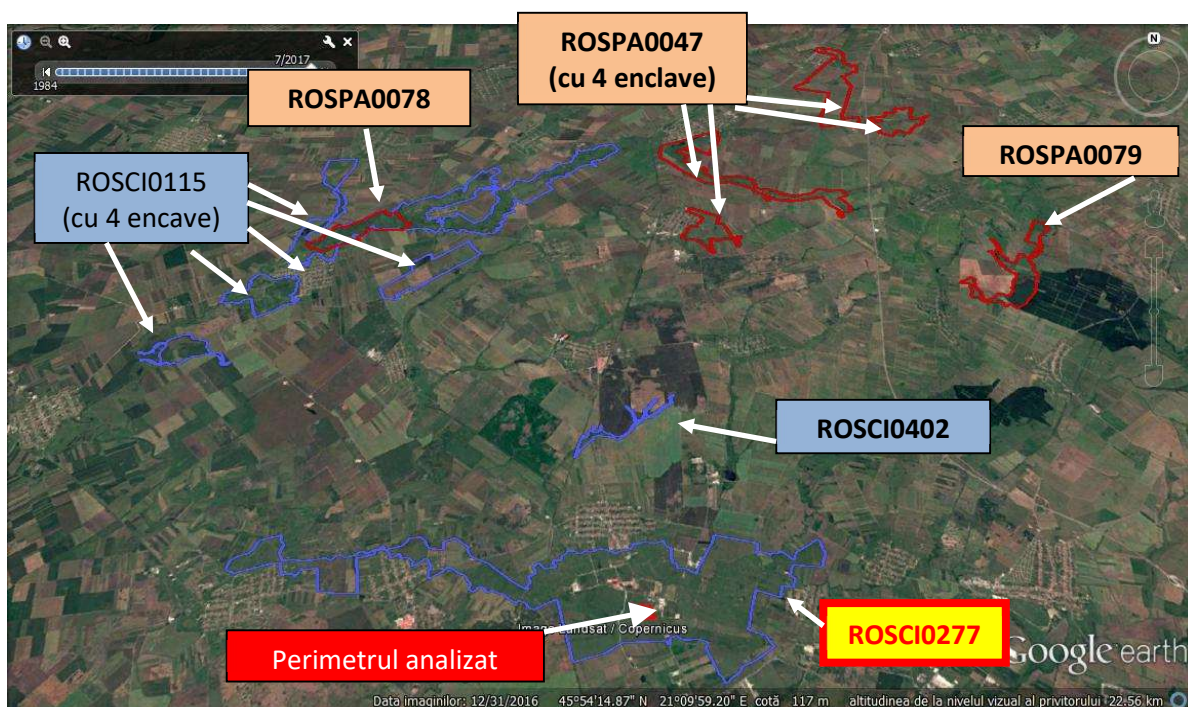 7/2017
1984
ROSPA0047
(cu 4 enclave)
N
ROSPA0078
ROSPA0079
ROSCI0115
(cu 4 encave)
ROSCI0402
ROSCI0277
Image Landsat / Copernicus
Perimetrul analizat
Google earth
Data imaginilor: 12/31/2016 45°54'14.87" N 21°09'59.20" E cotă 117 m altitudinea de la nivelul vizual al privitorului 22.56 km